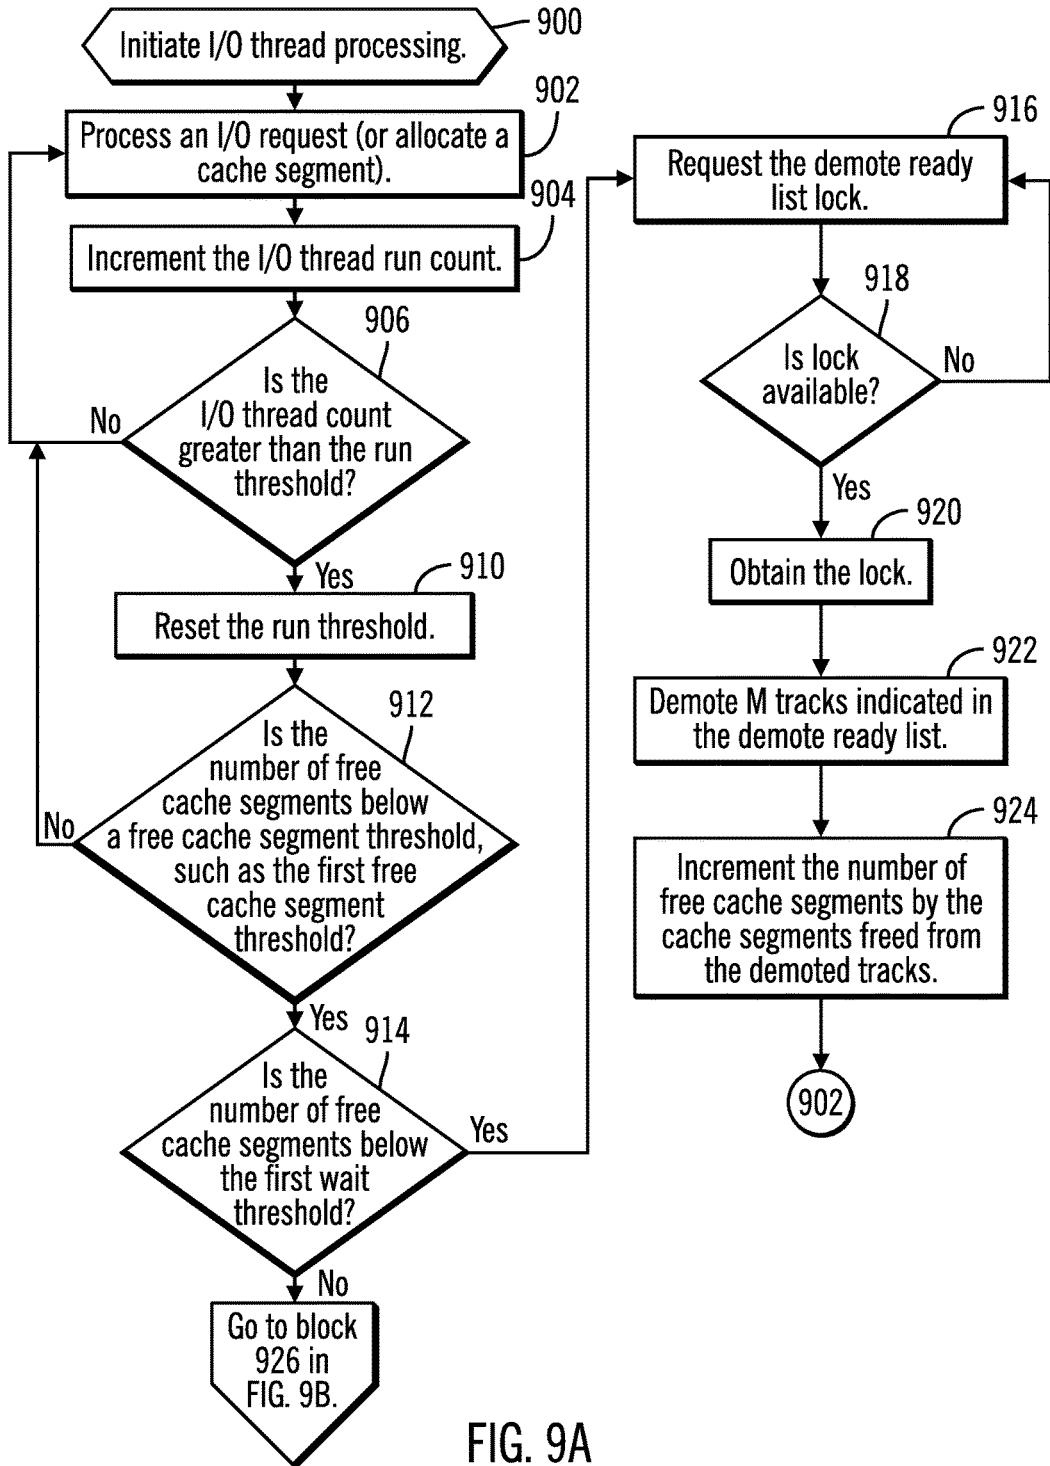 900
Initiate I/O thread processing.
902
Process an I/O request (or allocate a
cache segment).
904
Increment the I/O thread run count.
906
Is the
I/O thread count
greater than the run
threshold?
No
Yes
910
Reset the run threshold.
912
Is the
number of free
cache segments below
a free cache segment threshold,
such as the first free
cache segment
threshold?
No
Yes
914
Is the
number of free
cache segments below
the first wait
threshold?
Yes
No
Go to block
926 in
FIG. 9B.
916
Request the demote ready
list lock.
918
Is lock
available?
No
Yes
920
Obtain the lock.
922
Demote M tracks indicated in
the demote ready list.
924
Increment the number of
free cache segments by the
cache segments freed from
the demoted tracks.
902
FIG. 9A